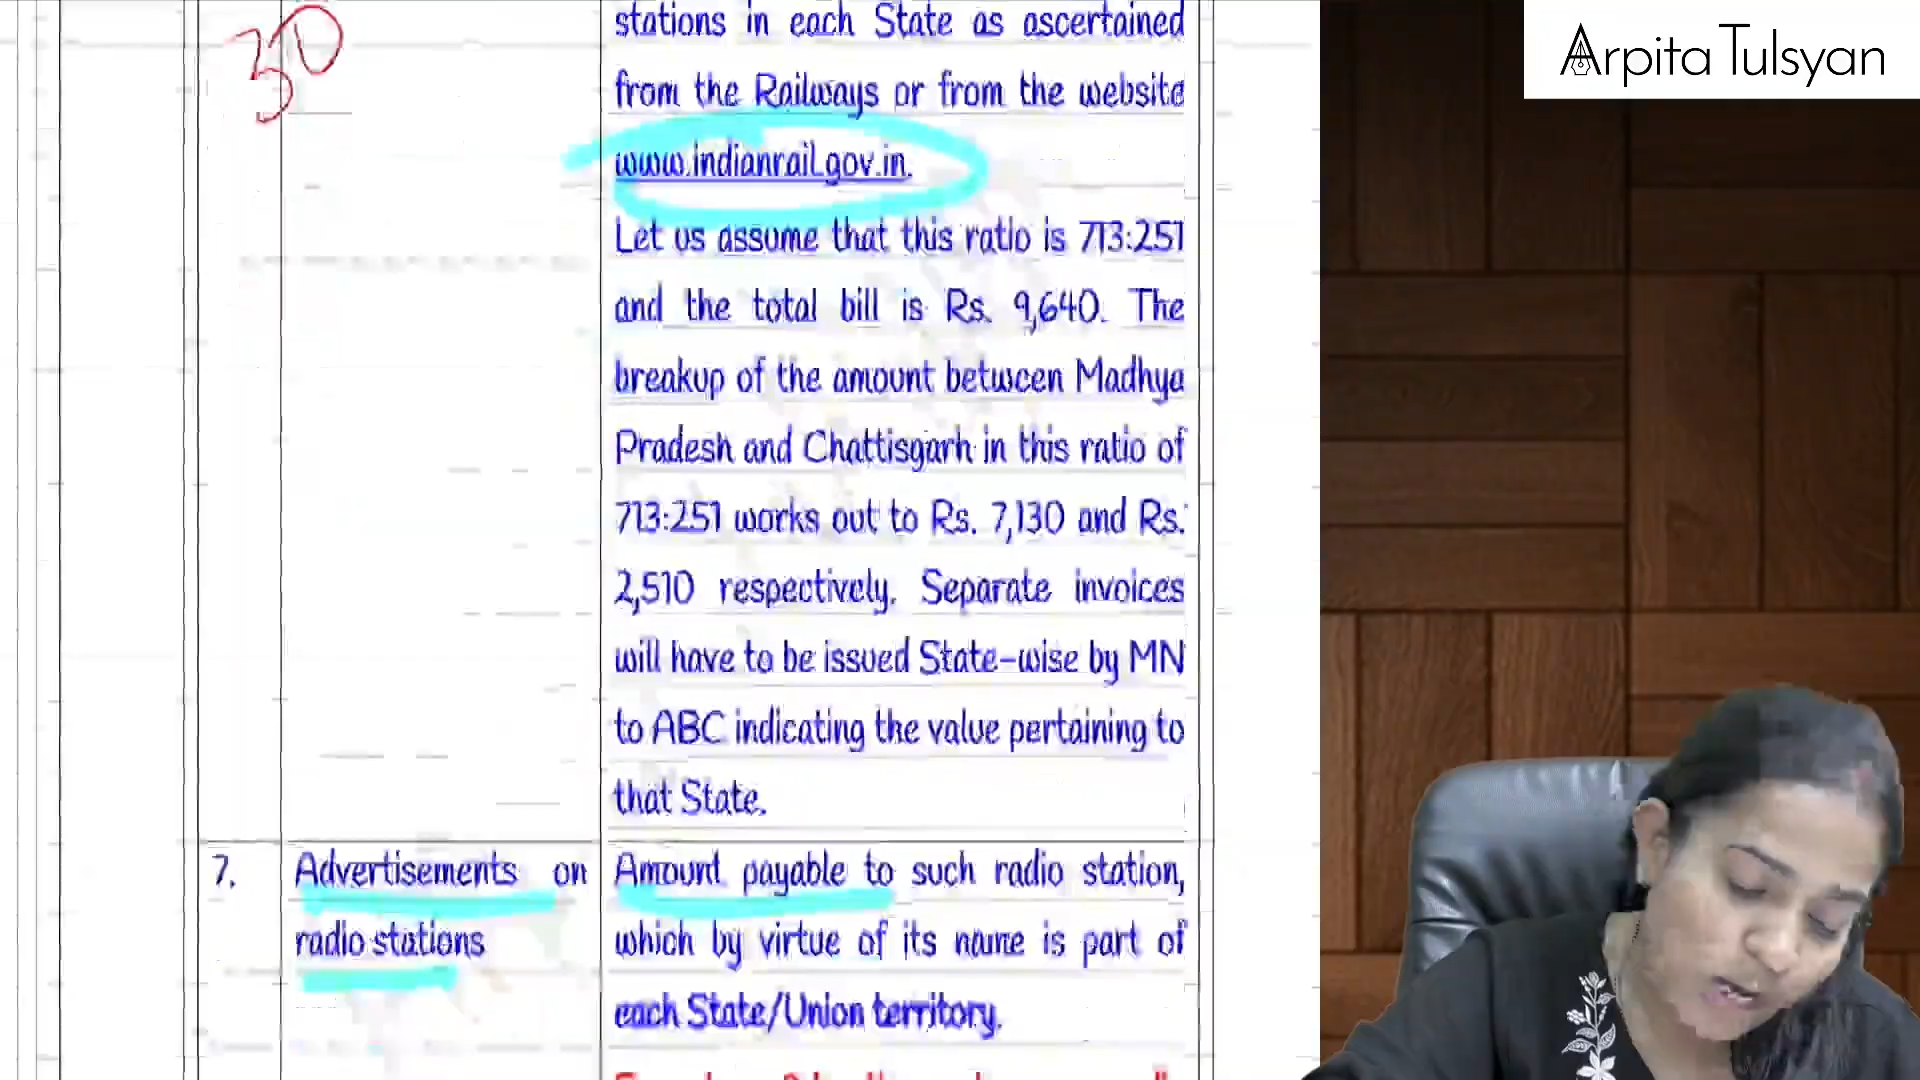 Arpita Tulsyan
30
stations in each State as ascertained
from the Railways or from the website
www.indianrail.gov.in.
Let us assume that this ratio is 713:251
and the total bill is Rs. 9,640. The
breakup of the amount between Madhya
Pradesh and Chattisgarh in this ratio of
713:251 works out to Rs. 7,130 and Rs.
2,510 respectively. Separate invoices
will have to be issued State-wise by MN
to ABC indicating the value pertaining to
that State.
7. Advertisements on
radio stations
Amount payable to such radio station,
which by virtue of its name is part of
each State/Union territory.